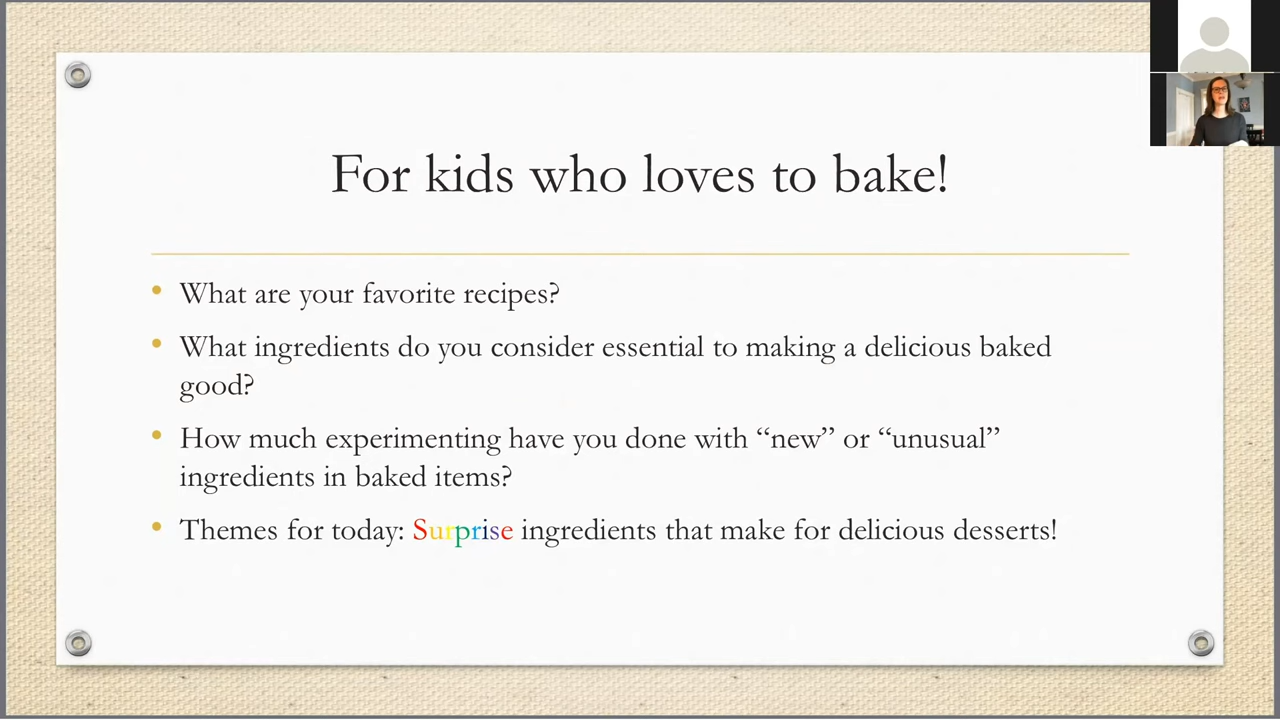 For kids who loves to bake!
• What are your favorite recipes?
• What ingredients do you consider essential to making a delicious baked
good?
• How much experimenting have you done with “new” or “unusual”
ingredients in baked items?
• Themes for today: Surprise ingredients that make for delicious desserts!